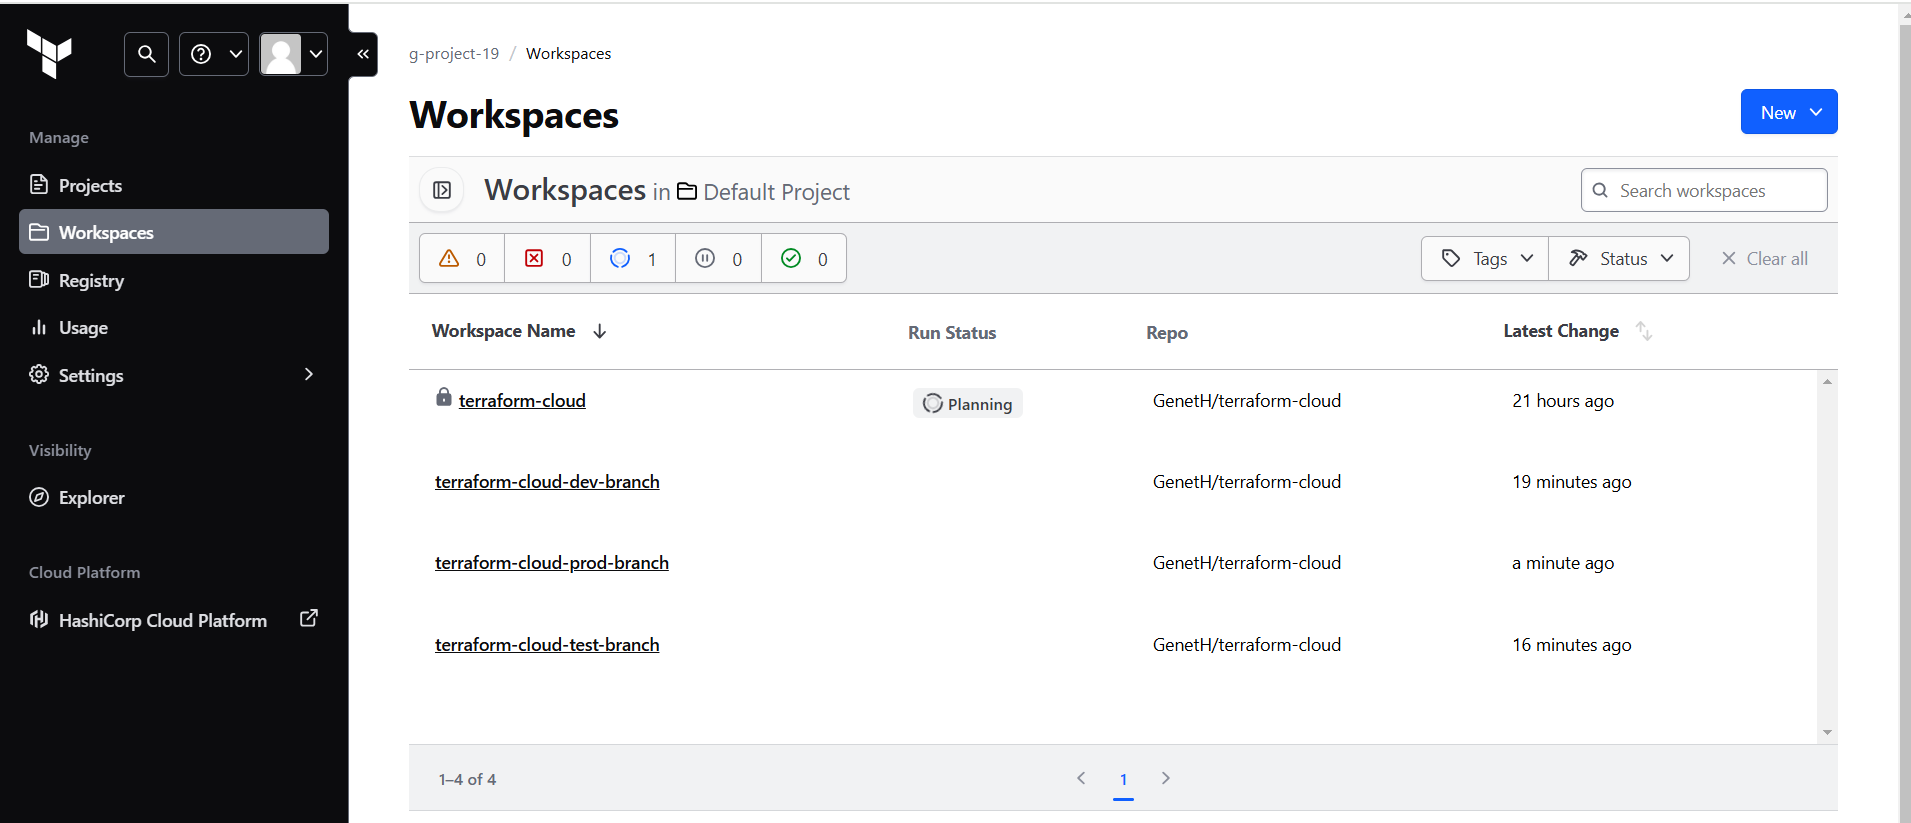 g-project-19 / Workspaces
Workspaces
New
Manage
Projects
Workspaces
Registry
Usage
Settings
Visibility
Explorer
Cloud Platform
HashiCorp Cloud Platform
Workspaces in Default Project
Search workspaces
0 0 1 0 0
Tags Status Clear all
Workspace Name Run Status Repo Latest Change
terraform-cloud Planning GenetH/terraform-cloud 21 hours ago
terraform-cloud-dev-branch GenetH/terraform-cloud 19 minutes ago
terraform-cloud-prod-branch GenetH/terraform-cloud a minute ago
terraform-cloud-test-branch GenetH/terraform-cloud 16 minutes ago
1–4 of 4 1